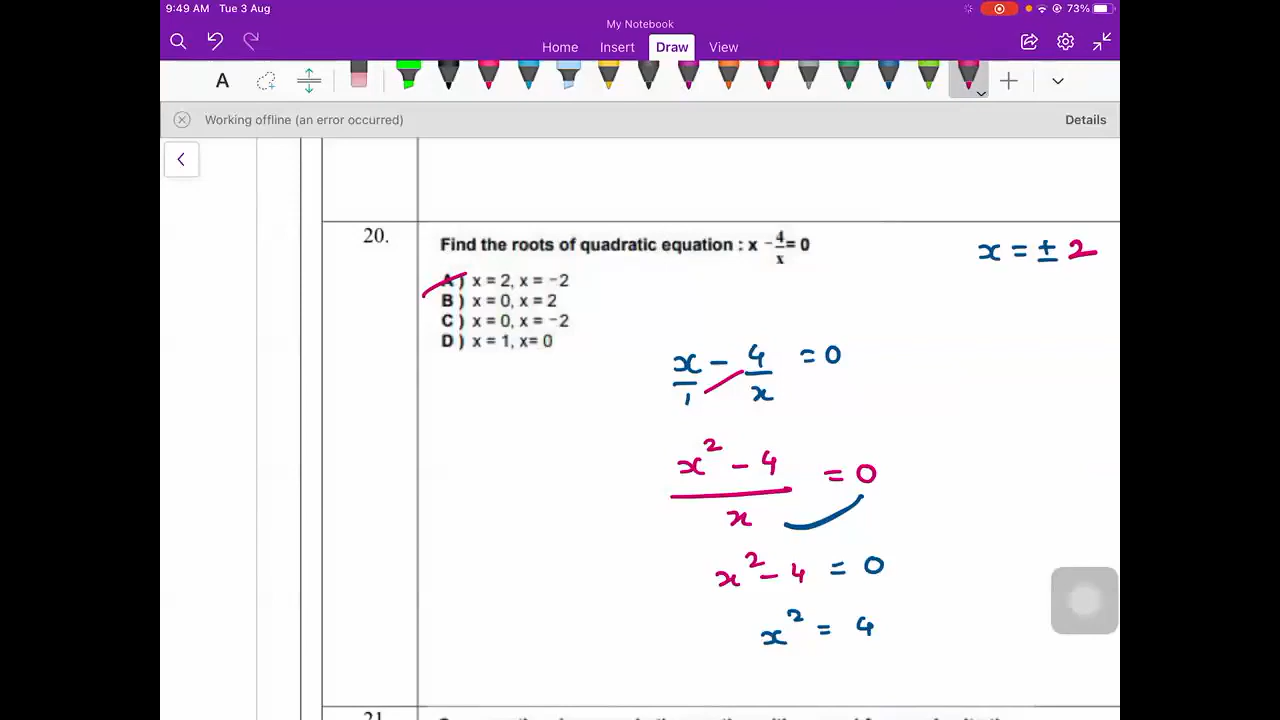 9:49 AM Tue 3 Aug
73%
My Notebook
Home Insert Draw View
A
Working offline (an error occurred)
Details
20.
Find the roots of quadratic equation : x - 4/x = 0
x = ± 2
A ) x = 2, x = -2
B ) x = 0, x = 2
C ) x = 0, x = -2
D ) x = 1, x= 0
x/1 - 4/x = 0
x² - 4 / x = 0
x² - 4 = 0
x² = 4
21